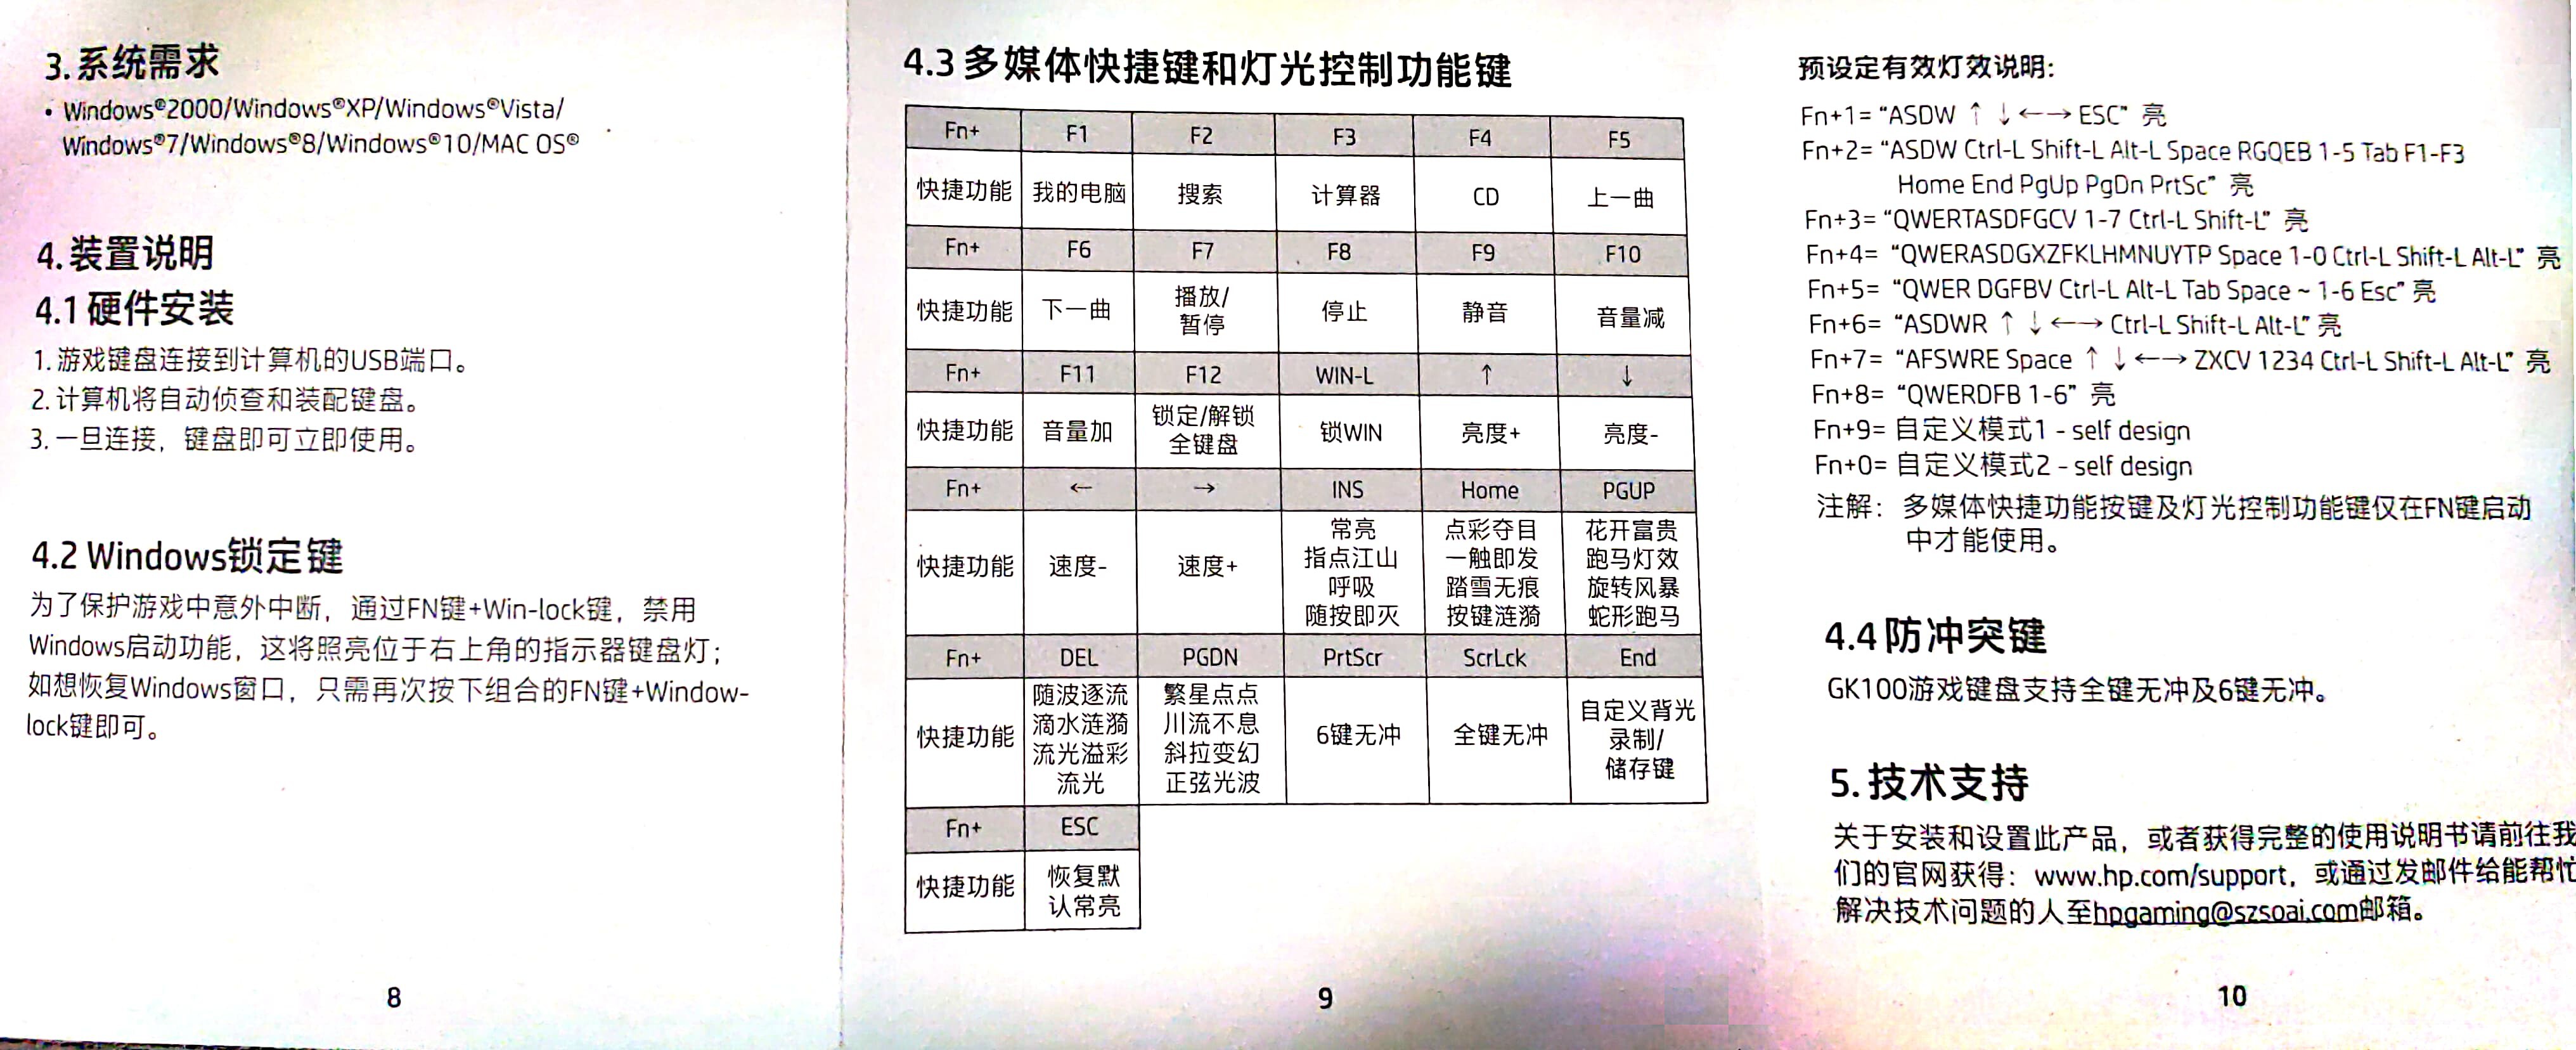 3. 系统需求
• Windows®2000/Windows®XP/Windows®Vista/
Windows®7/Windows®8/Windows®10/MAC OS®
4. 装置说明
4.1 硬件安装
1. 游戏键盘连接到计算机的USB端口。
2. 计算机将自动侦查和装配键盘。
3. 一旦连接，键盘即可立即使用。
4.2 Windows锁定键
为了保护游戏中意外中断，通过FN键+Win-lock键，禁用
Windows启动功能，这将照亮位于右上角的指示器键盘灯；
如想恢复Windows窗口，只需再次按下组合的FN键+Window-
lock键即可。
8
4.3 多媒体快捷键和灯光控制功能键
Fn+ F1 F2 F3 F4 F5
快捷功能 我的电脑 搜索 计算器 CD 上一曲
Fn+ F6 F7 F8 F9 F10
快捷功能 下一曲 播放/ 暂停 停止 静音 音量减
Fn+ F11 F12 WIN-L ↑ ↓
快捷功能 音量加 锁定/解锁 全键盘 锁WIN 亮度+ 亮度-
Fn+ ← → INS Home PGUP
快捷功能 速度- 速度+ 常亮 指点江山 呼吸 随按即灭 点彩夺目 一触即发 踏雪无痕 按键涟漪 花开富贵 跑马灯效 旋转风暴 蛇形跑马
Fn+ DEL PGDN PrtScr ScrLck End
快捷功能 随波逐流 滴水涟漪 流光溢彩 流光 繁星点点 川流不息 斜拉变幻 正弦光波 6键无冲 全键无冲 自定义背光 录制/ 储存键
Fn+ ESC
快捷功能 恢复默 认常亮
9
预设定有效灯效说明:
Fn+1= “ASDW ↑ ↓ ←→ ESC” 亮
Fn+2= “ASDW Ctrl-L Shift-L Alt-L Space RGQEB 1-5 Tab F1-F3
Home End PgUp PgDn PrtSc” 亮
Fn+3= “QWERTASDFGCV 1-7 Ctrl-L Shift-L” 亮
Fn+4= “QWERASDGXZFKLHMNUYTP Space 1-0 Ctrl-L Shift-L Alt-L” 亮
Fn+5= “QWER DGFBV Ctrl-L Alt-L Tab Space ~ 1-6 Esc” 亮
Fn+6= “ASDWR ↑ ↓ ←→ Ctrl-L Shift-L Alt-L” 亮
Fn+7= “AFSWRE Space ↑ ↓ ←→ ZXCV 1234 Ctrl-L Shift-L Alt-L” 亮
Fn+8= “QWERDFB 1-6” 亮
Fn+9= 自定义模式1 - self design
Fn+0= 自定义模式2 - self design
注解： 多媒体快捷功能按键及灯光控制功能键仅在FN键启动
中才能使用。
4.4 防冲突键
GK100游戏键盘支持全键无冲及6键无冲。
5. 技术支持
关于安装和设置此产品，或者获得完整的使用说明书请前往我
们的官网获得：www.hp.com/support，或通过发邮件给能帮忙
解决技术问题的人至hpgaming@szsoai.com邮箱。
10